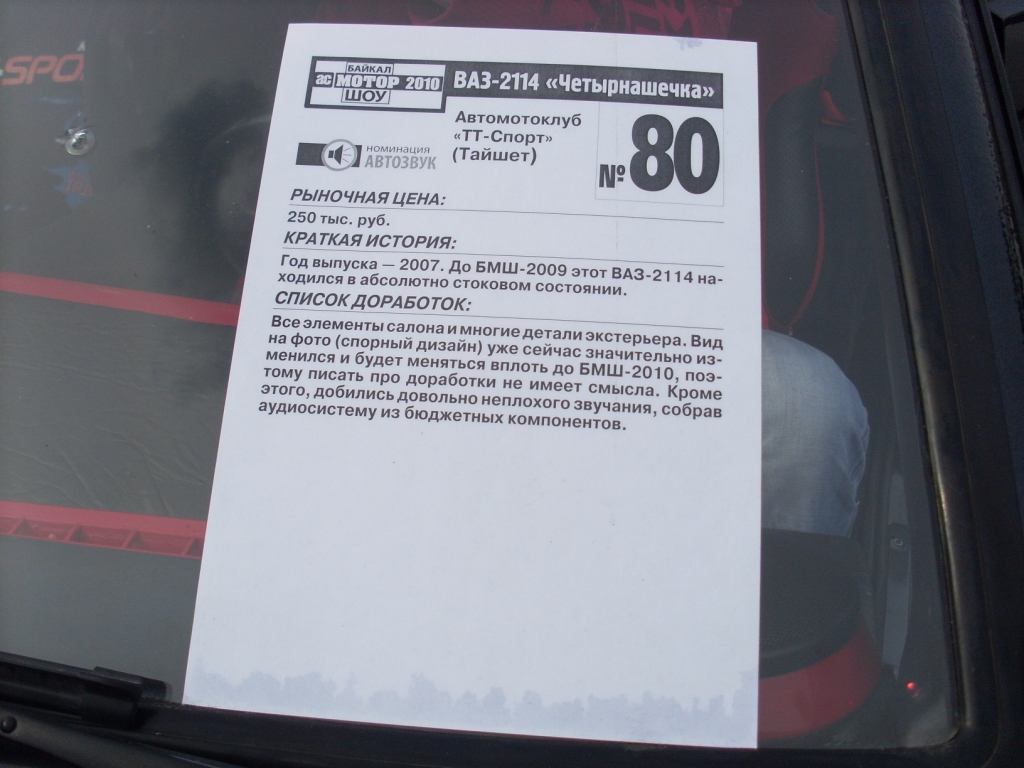 -SPO
БАЙКАЛ
ас МОТОР 2010
ШОУ
ВАЗ-2114 «Четырнашечка»
Автомотоклуб
«ТТ-Спорт»
(Тайшет)
№ 80
НОМИНАЦИЯ
АВТОЗВУК
РЫНОЧНАЯ ЦЕНА:
250 тыс. руб.
КРАТКАЯ ИСТОРИЯ:
Год выпуска — 2007. До БМШ-2009 этот ВАЗ-2114 на-
ходился в абсолютно стоковом состоянии.
СПИСОК ДОРАБОТОК:
Все элементы салона и многие детали экстерьера. Вид
на фото (спорный дизайн) уже сейчас значительно из-
менился и будет меняться вплоть до БМШ-2010, поэ-
тому писать про доработки не имеет смысла. Кроме
этого, добились довольно неплохого звучания, собрав
аудиосистему из бюджетных компонентов.